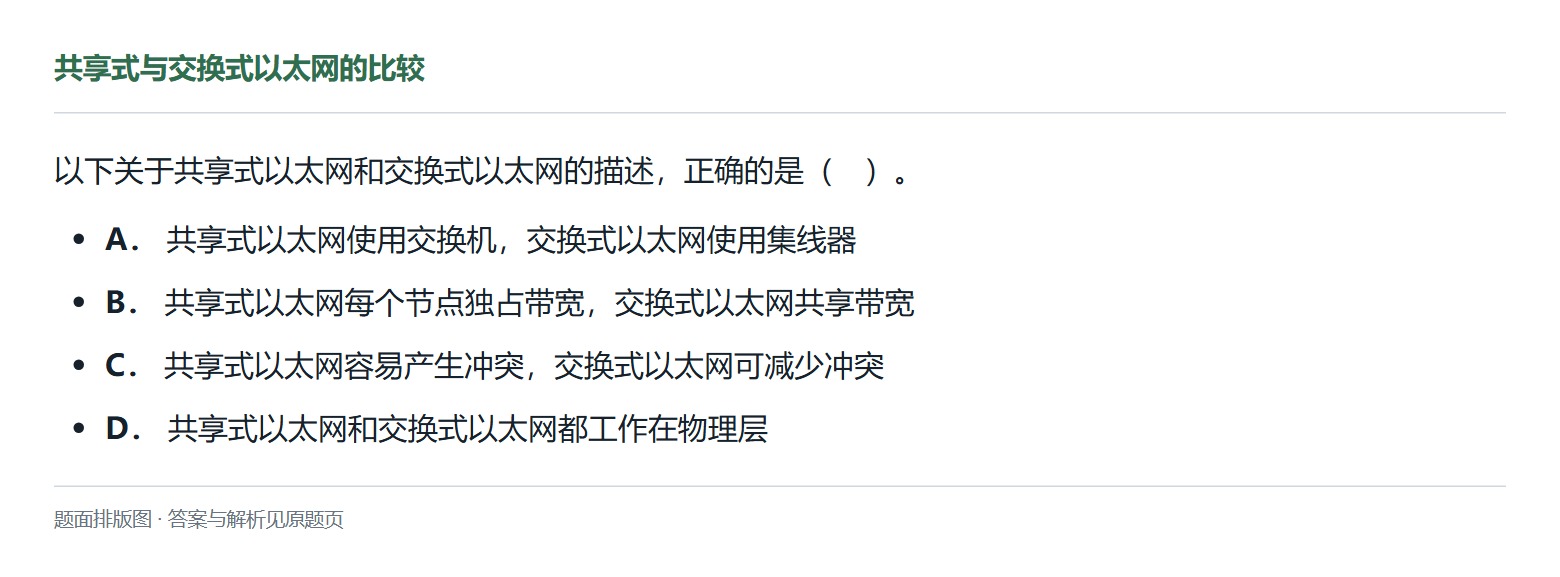 共享式与交换式以太网的比较
以下关于共享式以太网和交换式以太网的描述，正确的是（　）。
• A. 共享式以太网使用交换机，交换式以太网使用集线器
• B. 共享式以太网每个节点独占带宽，交换式以太网共享带宽
• C. 共享式以太网容易产生冲突，交换式以太网可减少冲突
• D. 共享式以太网和交换式以太网都工作在物理层
题面排版图 · 答案与解析见原题页